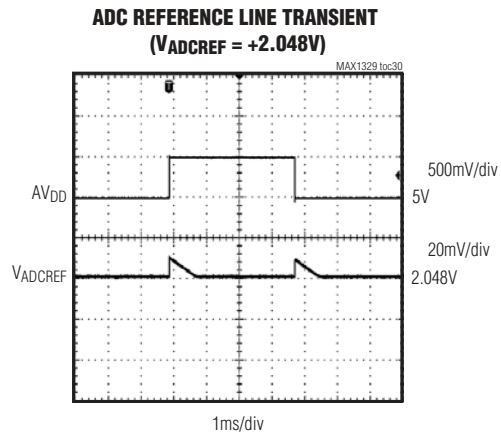 ADC REFERENCE LINE TRANSIENT
(VADCREF = +2.048V)
MAX1329 toc30
T
500mV/div
AVDD
5V
20mV/div
VADCREF
2.048V
1ms/div